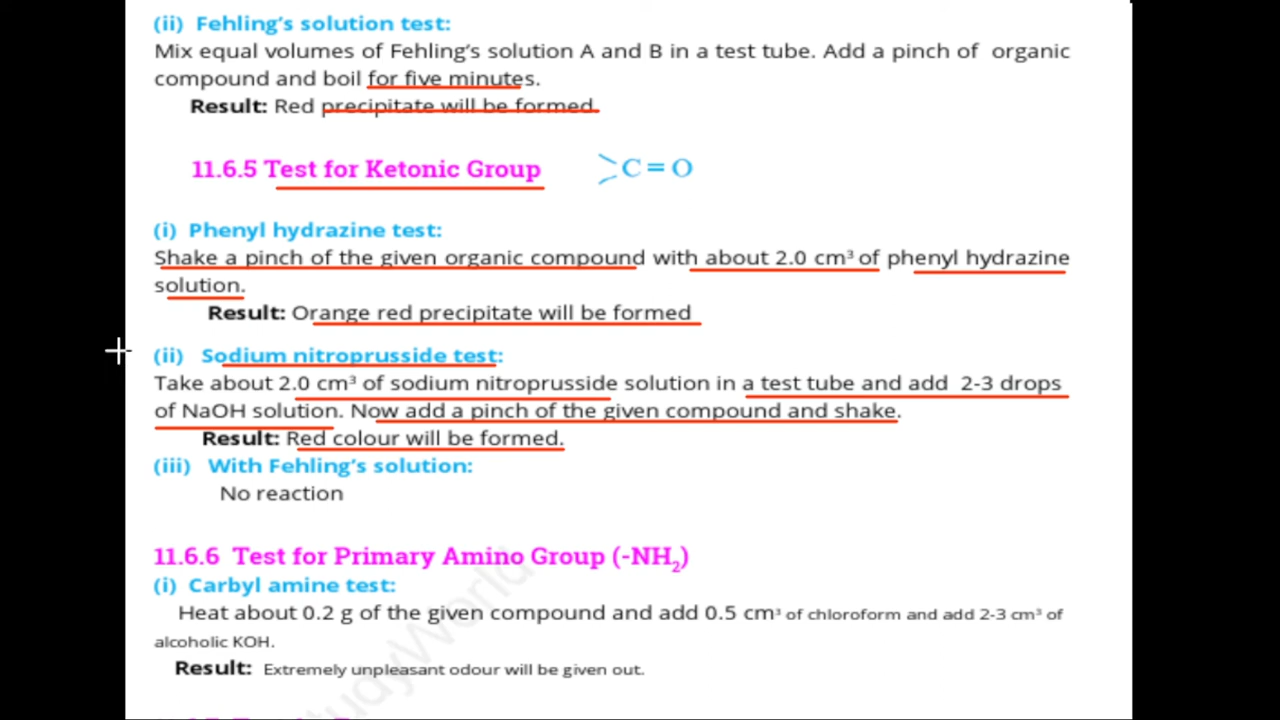 (ii) Fehling's solution test:
Mix equal volumes of Fehling's solution A and B in a test tube. Add a pinch of organic
compound and boil for five minutes.
Result: Red precipitate will be formed.
11.6.5 Test for Ketonic Group >C=O
(i) Phenyl hydrazine test:
Shake a pinch of the given organic compound with about 2.0 cm³ of phenyl hydrazine
solution.
Result: Orange red precipitate will be formed
(ii) Sodium nitroprusside test:
Take about 2.0 cm³ of sodium nitroprusside solution in a test tube and add 2-3 drops
of NaOH solution. Now add a pinch of the given compound and shake.
Result: Red colour will be formed.
(iii) With Fehling's solution:
No reaction
11.6.6 Test for Primary Amino Group (-NH₂)
(i) Carbyl amine test:
Heat about 0.2 g of the given compound and add 0.5 cm³ of chloroform and add 2-3 cm³ of
alcoholic KOH.
Result: Extremely unpleasant odour will be given out.